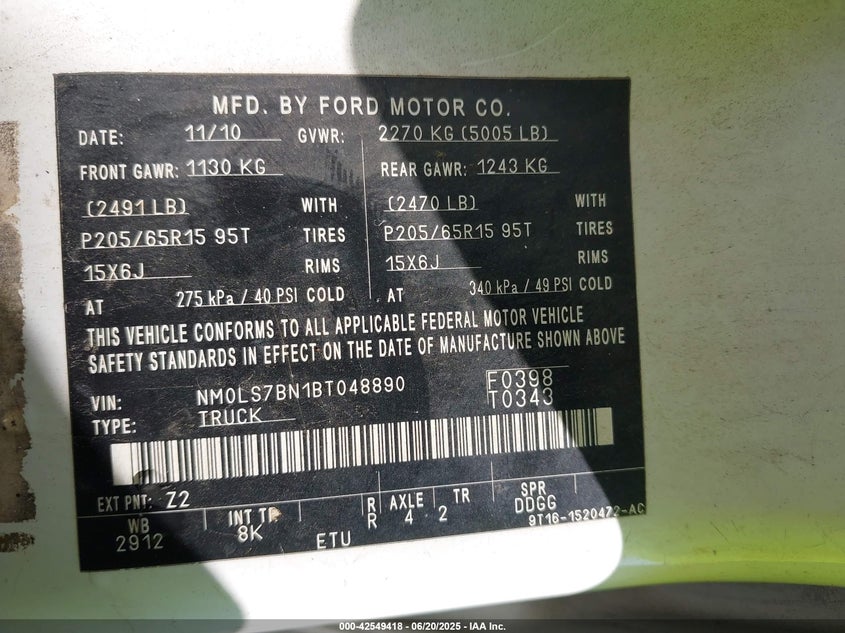 MFD. BY FORD MOTOR CO.
DATE: 11/10 GVWR: 2270 KG (5005 LB)
FRONT GAWR: 1130 KG REAR GAWR: 1243 KG
(2491 LB) WITH (2470 LB) WITH
P205/65R15 95T TIRES P205/65R15 95T TIRES
15X6J RIMS 15X6J RIMS
AT 275 kPa / 40 PSI COLD AT 340 kPa / 49 PSI COLD
THIS VEHICLE CONFORMS TO ALL APPLICABLE FEDERAL MOTOR VEHICLE
SAFETY STANDARDS IN EFFECT ON THE DATE OF MANUFACTURE SHOWN ABOVE
VIN: NM0LS7BN1BT048890 F0398
TYPE: TRUCK T0343
EXT PNT: Z2
WB INT TR R AXLE TR SPR
2912 8K R 4 2 DDGG
ETU 9T16-1520472-AC
000-42549418 - 06/20/2025 - IAA Inc.